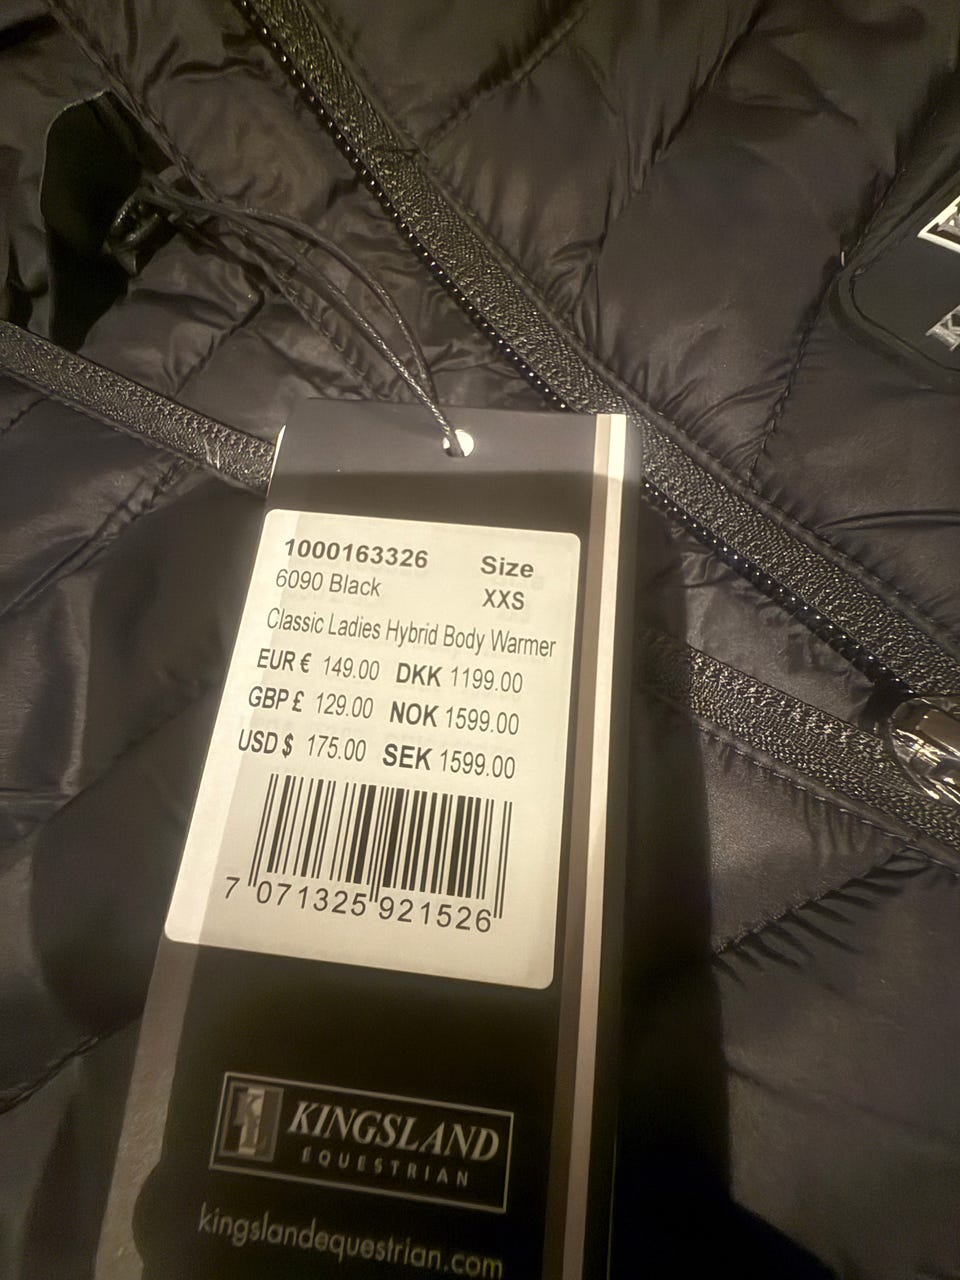 1000163326 Size
6090 Black XXS
Classic Ladies Hybrid Body Warmer
EUR € 149.00 DKK 1199.00
GBP £ 129.00 NOK 1599.00
USD $ 175.00 SEK 1599.00
7 071325 921526
KL KINGSLAND
EQUESTRIAN
kingslandequestrian.com